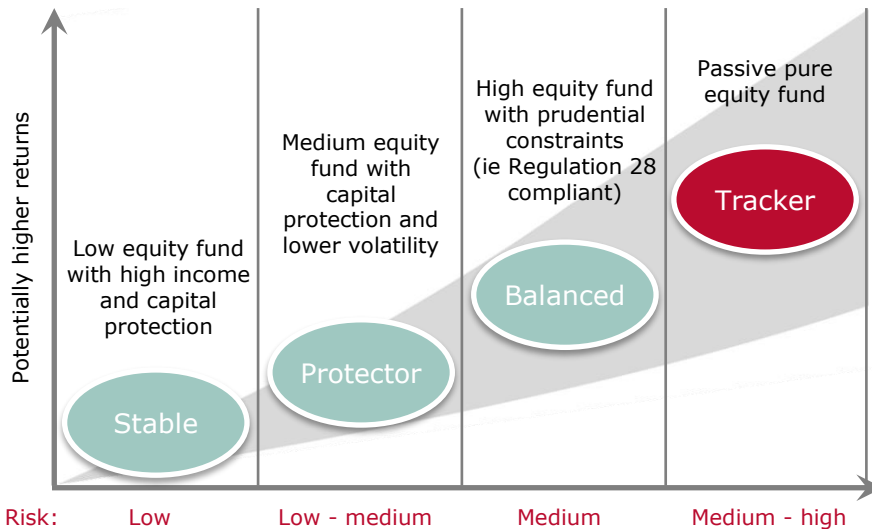 Potentially higher returns
Low equity fund
with high income
and capital
protection
Stable
Medium equity
fund with
capital
protection and
lower volatility
Protector
High equity fund
with prudential
constraints
(ie Regulation 28
compliant)
Balanced
Passive pure
equity fund
Tracker
Risk: Low Low - medium Medium Medium - high